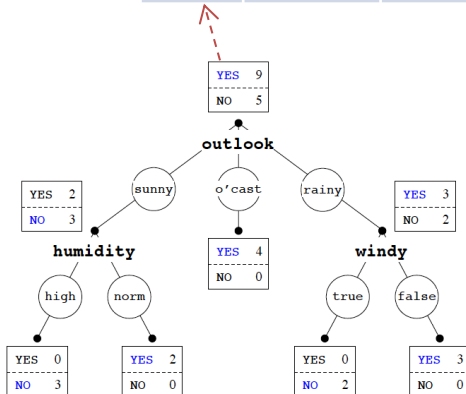 YES 9
NO 5
outlook
sunny
o'cast
rainy
YES 2
NO 3
YES 3
NO 2
YES 4
NO 0
humidity
windy
high
norm
true
false
YES 0
NO 3
YES 2
NO 0
YES 0
NO 2
YES 3
NO 0